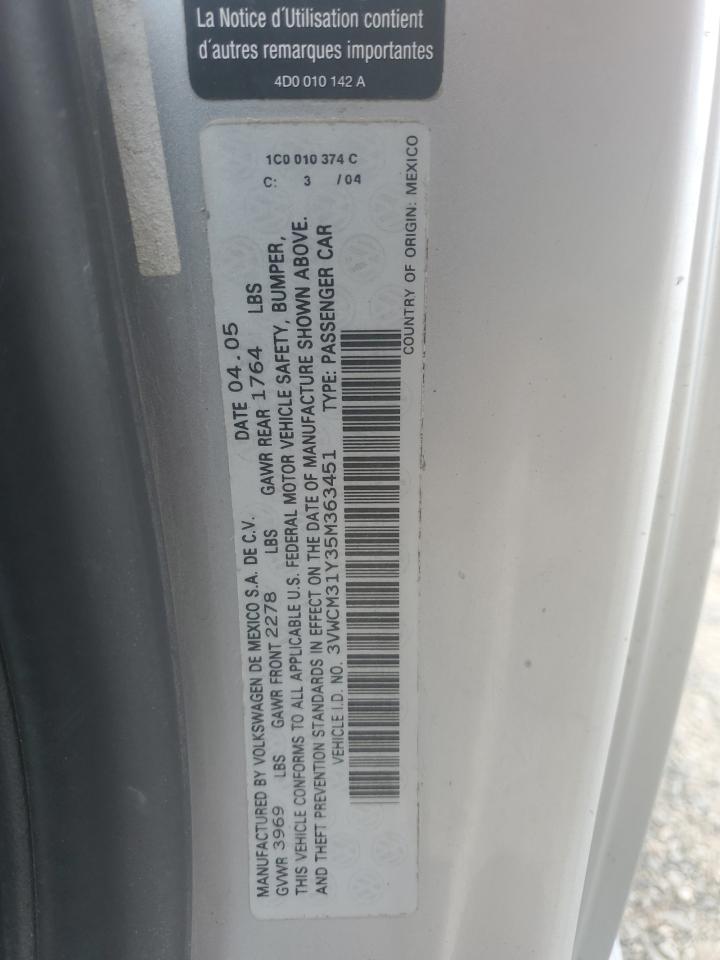 La Notice d´Utilisation contient
d´autres remarques importantes
4D0 010 142 A
1C0 010 374 C
C: 3 /04
MANUFACTURED BY VOLKSWAGEN DE MEXICO S.A. DE C.V. DATE 04.05
GVWR 3969 LBS GAWR FRONT 2278 LBS GAWR REAR 1764 LBS
THIS VEHICLE CONFORMS TO ALL APPLICABLE U.S. FEDERAL MOTOR VEHICLE SAFETY, BUMPER,
AND THEFT PREVENTION STANDARDS IN EFFECT ON THE DATE OF MANUFACTURE SHOWN ABOVE.
VEHICLE I.D. NO. 3VWCM31Y35M363451 TYPE: PASSENGER CAR
COUNTRY OF ORIGIN: MEXICO